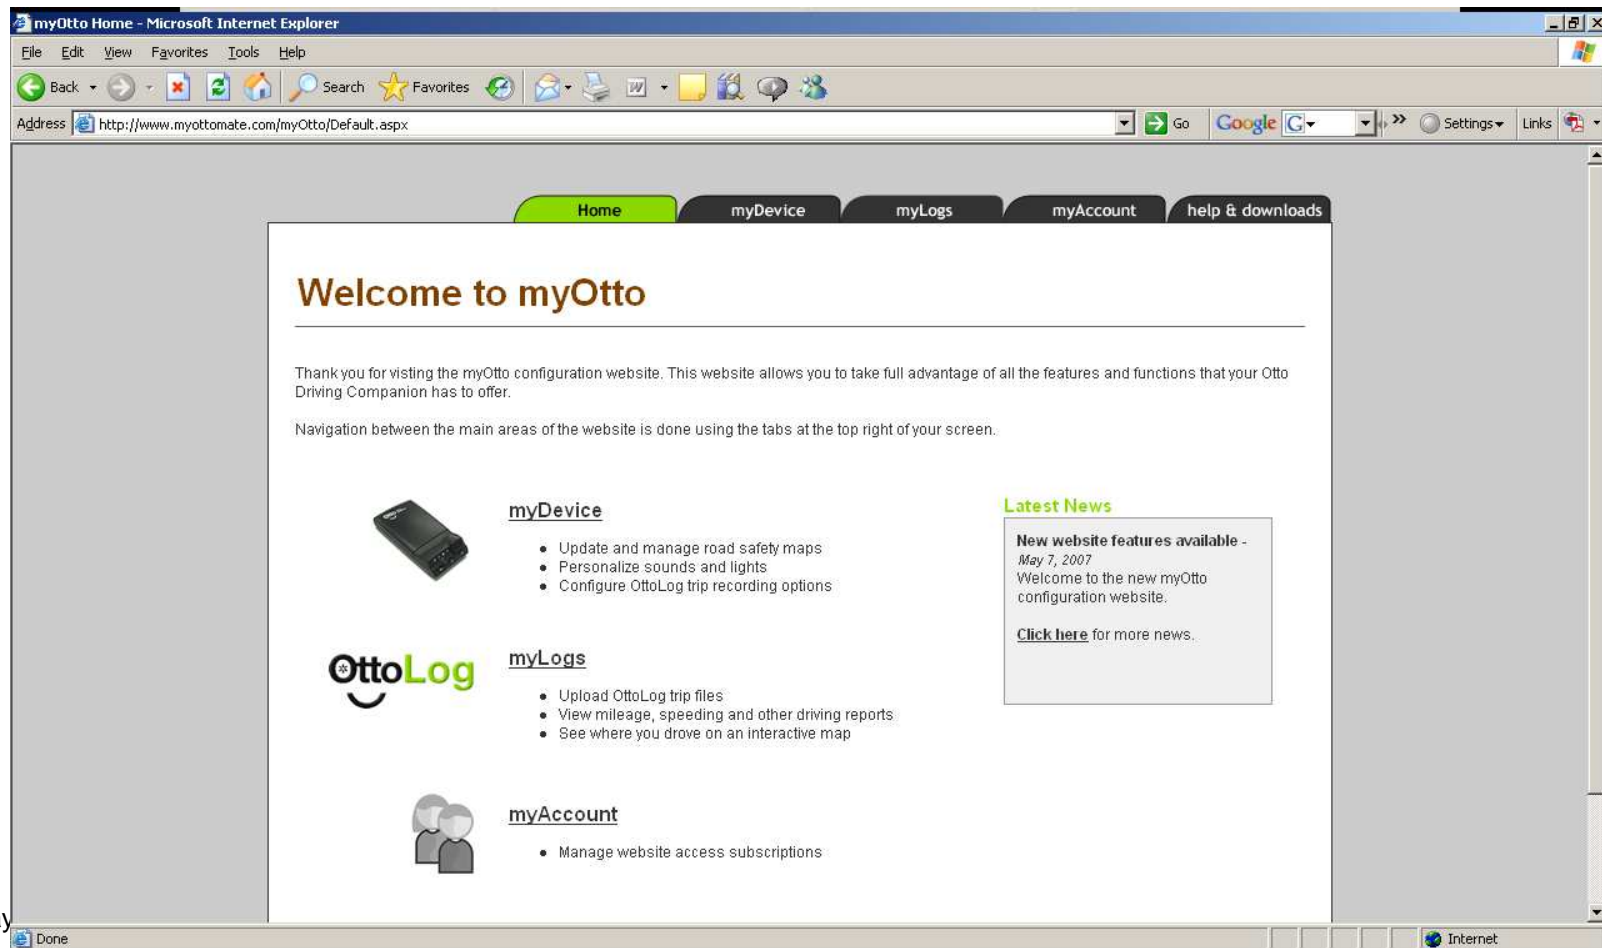 myOtto Home - Microsoft Internet Explorer
File Edit View Favorites Tools Help
Back Search Favorites
Address http://www.myottomate.com/myOtto/Default.aspx Go Google G Settings Links
Home myDevice myLogs myAccount help & downloads
Welcome to myOtto
Thank you for visting the myOtto configuration website. This website allows you to take full advantage of all the features and functions that your Otto
Driving Companion has to offer.
Navigation between the main areas of the website is done using the tabs at the top right of your screen.
myDevice
• Update and manage road safety maps
• Personalize sounds and lights
• Configure OttoLog trip recording options
OttoLog
myLogs
• Upload OttoLog trip files
• View mileage, speeding and other driving reports
• See where you drove on an interactive map
myAccount
• Manage website access subscriptions
Latest News
New website features available -
May 7, 2007
Welcome to the new myOtto
configuration website.
Click here for more news.
Done Internet